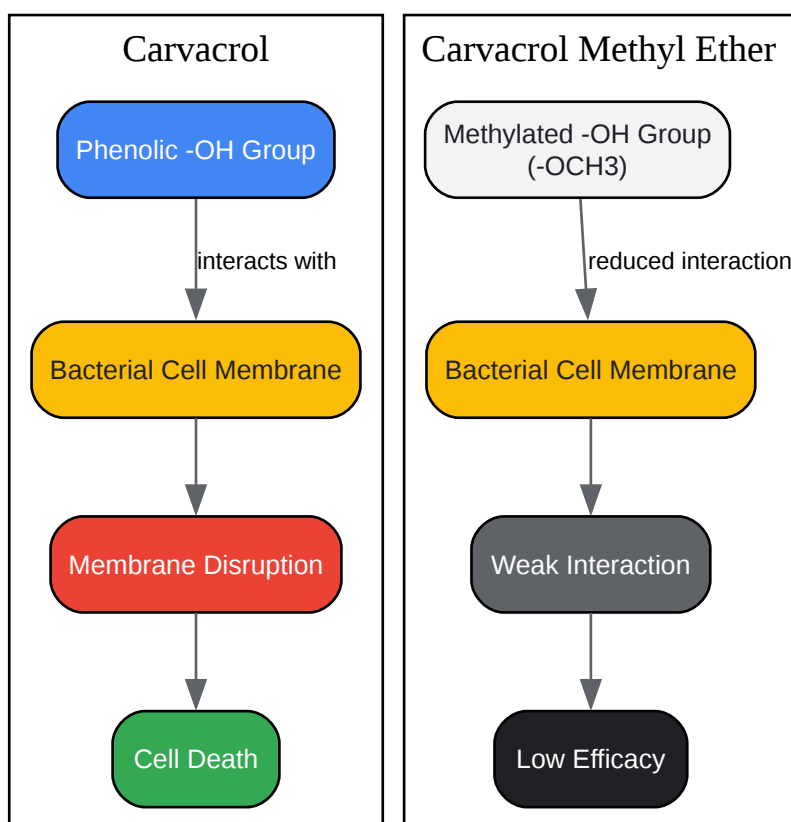 Carvacrol
Phenolic -OH Group
interacts with
Bacterial Cell Membrane
Membrane Disruption
Cell Death
Carvacrol Methyl Ether
Methylated -OH Group
(-OCH3)
reduced interaction
Bacterial Cell Membrane
Weak Interaction
Low Efficacy